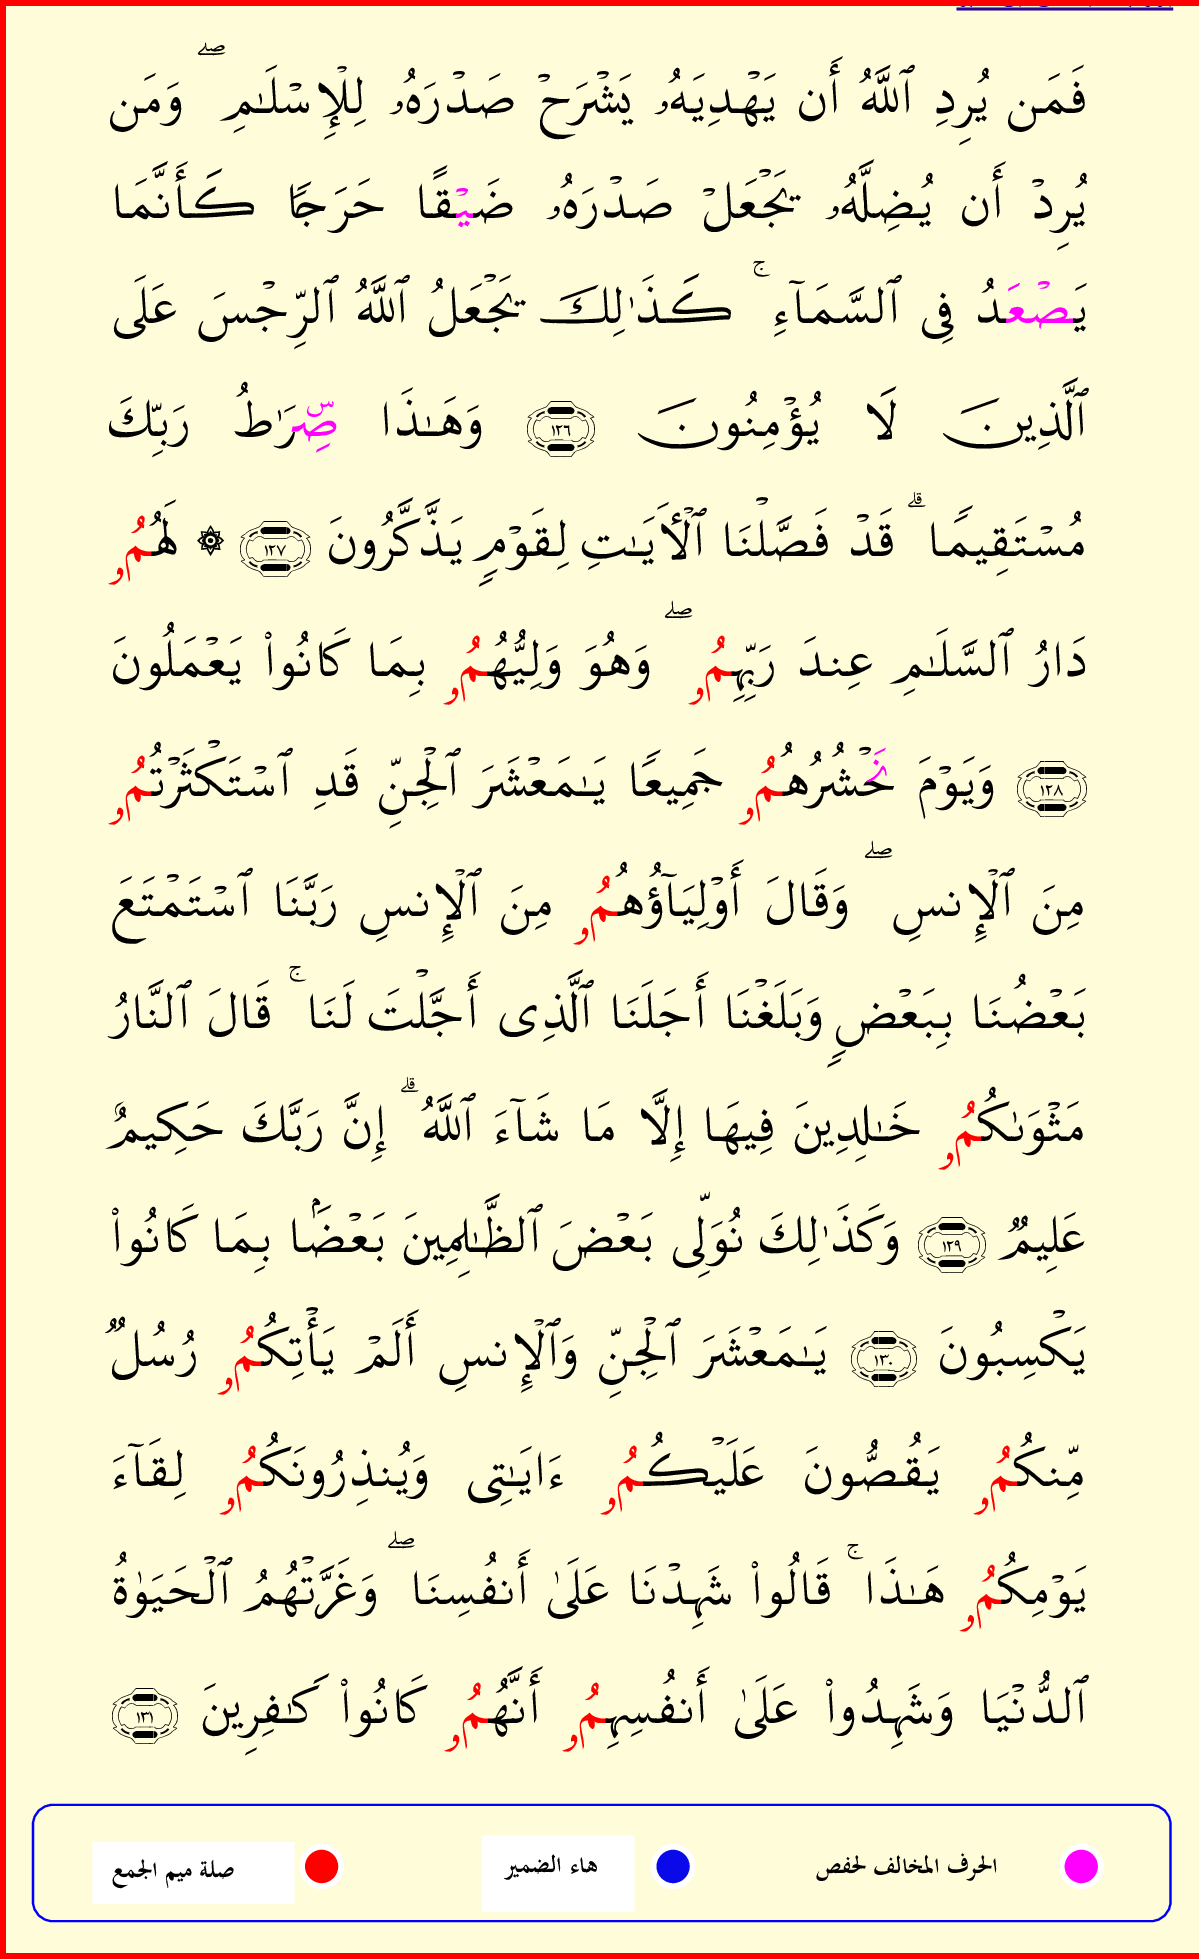 فَمَن يُرِدِ ٱللَّهُ أَن يَهْدِيَهُۥ يَشْرَحْ صَدْرَهُۥ لِلْإِسْلَٰمِ ۖ وَمَن
يُرِدْ أَن يُضِلَّهُۥ يَجْعَلْ صَدْرَهُۥ ضَيْقًا حَرَجًا كَأَنَّمَا
يَصْعَدُ فِى ٱلسَّمَآءِ ۚ كَذَٰلِكَ يَجْعَلُ ٱللَّهُ ٱلرِّجْسَ عَلَى
ٱلَّذِينَ لَا يُؤْمِنُونَ ١٢٦ وَهَٰذَا صِّۜرَٰطُ رَبِّكَ
مُسْتَقِيمًا ۗ قَدْ فَصَّلْنَا ٱلْأَيَٰتِ لِقَوْمٍ يَذَّكَّرُونَ ١٢٧ ۞ لَهُمُۥ
دَارُ ٱلسَّلَٰمِ عِندَ رَبِّهِمُۥ ۖ وَهُوَ وَلِيُّهُمُۥ بِمَا كَانُوا۟ يَعْمَلُونَ
١٢٨ وَيَوْمَ نَحْشُرُهُمُۥ جَمِيعًا يَٰمَعْشَرَ ٱلْجِنِّ قَدِ ٱسْتَكْثَرْتُمُۥ
مِنَ ٱلْإِنسِ ۖ وَقَالَ أَوْلِيَآؤُهُمُۥ مِنَ ٱلْإِنسِ رَبَّنَا ٱسْتَمْتَعَ
بَعْضُنَا بِبَعْضٍ وَبَلَغْنَا أَجَلَنَا ٱلَّذِى أَجَّلْتَ لَنَا ۚ قَالَ ٱلنَّارُ
مَثْوَىٰكُمُۥ خَٰلِدِينَ فِيهَا إِلَّا مَا شَآءَ ٱللَّهُ ۗ إِنَّ رَبَّكَ حَكِيمٌ
عَلِيمٌ ١٢٩ وَكَذَٰلِكَ نُوَلِّى بَعْضَ ٱلظَّٰلِمِينَ بَعْضَۢا بِمَا كَانُوا۟
يَكْسِبُونَ ١٣٠ يَٰمَعْشَرَ ٱلْجِنِّ وَٱلْإِنسِ أَلَمْ يَأْتِكُمُۥ رُسُلٌ
مِّنكُمُۥ يَقُصُّونَ عَلَيْكُمُۥ ءَايَٰتِى وَيُنذِرُونَكُمُۥ لِقَآءَ
يَوْمِكُمُۥ هَٰذَا ۚ قَالُوا۟ شَهِدْنَا عَلَىٰ أَنفُسِنَا ۖ وَغَرَّتْهُمُ ٱلْحَيَوٰةُ
ٱلدُّنْيَا وَشَهِدُوا۟ عَلَىٰ أَنفُسِهِمُۥ أَنَّهُمُۥ كَانُوا۟ كَٰفِرِينَ ١٣١
الحرف المخالف لحفص هاء الضمير صلة ميم الجمع